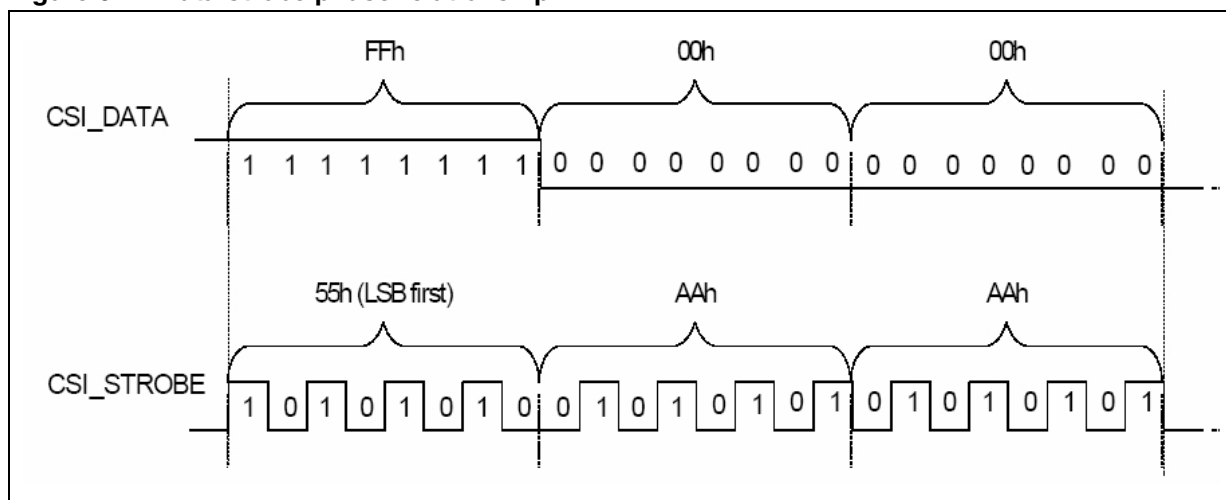 FFh 00h 00h
CSI_DATA
1 1 1 1 1 1 1 1 0 0 0 0 0 0 0 0 0 0 0 0 0 0 0 0
55h (LSB first) AAh AAh
CSI_STROBE
1 0 1 0 1 0 1 0 0 1 0 1 0 1 0 1 0 1 0 1 0 1 0 1